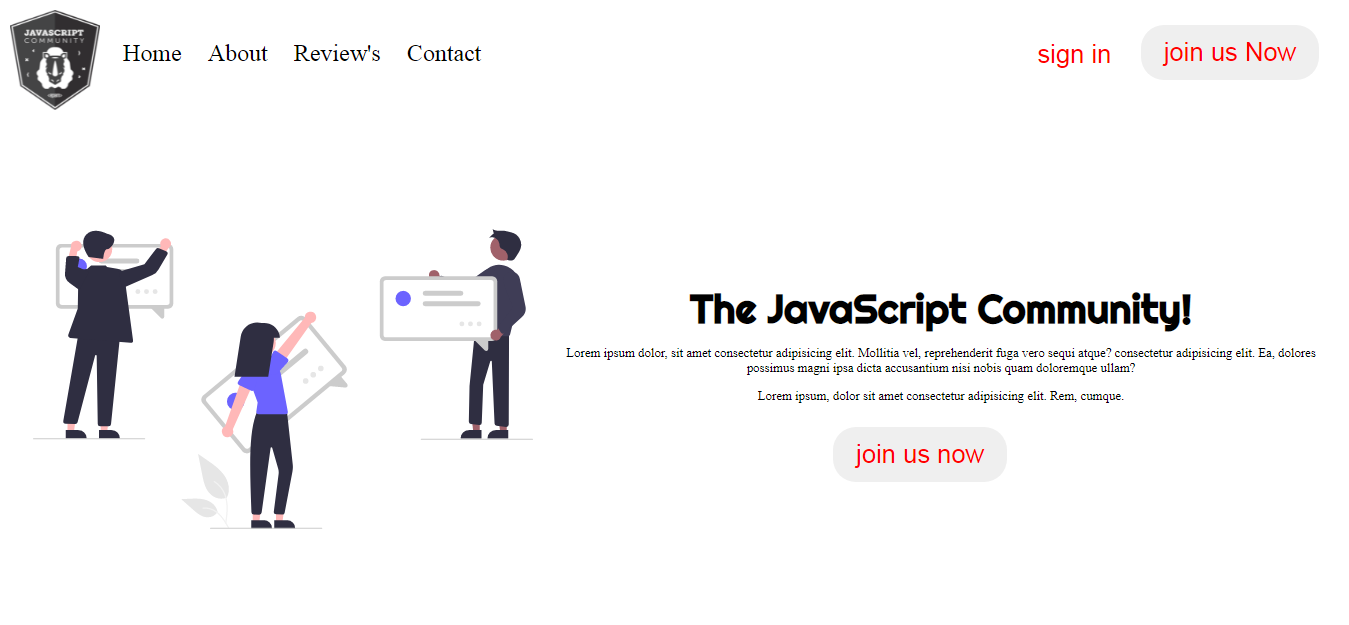 JAVASCRIPT
COMMUNITY
Home About Review's Contact
sign in
join us Now
The JavaScript Community!
Lorem ipsum dolor, sit amet consectetur adipisicing elit. Mollitia vel, reprehenderit fuga vero sequi atque? consectetur adipisicing elit. Ea, dolores
possimus magni ipsa dicta accusantium nisi nobis quam doloremque ullam?
Lorem ipsum, dolor sit amet consectetur adipisicing elit. Rem, cumque.
join us now